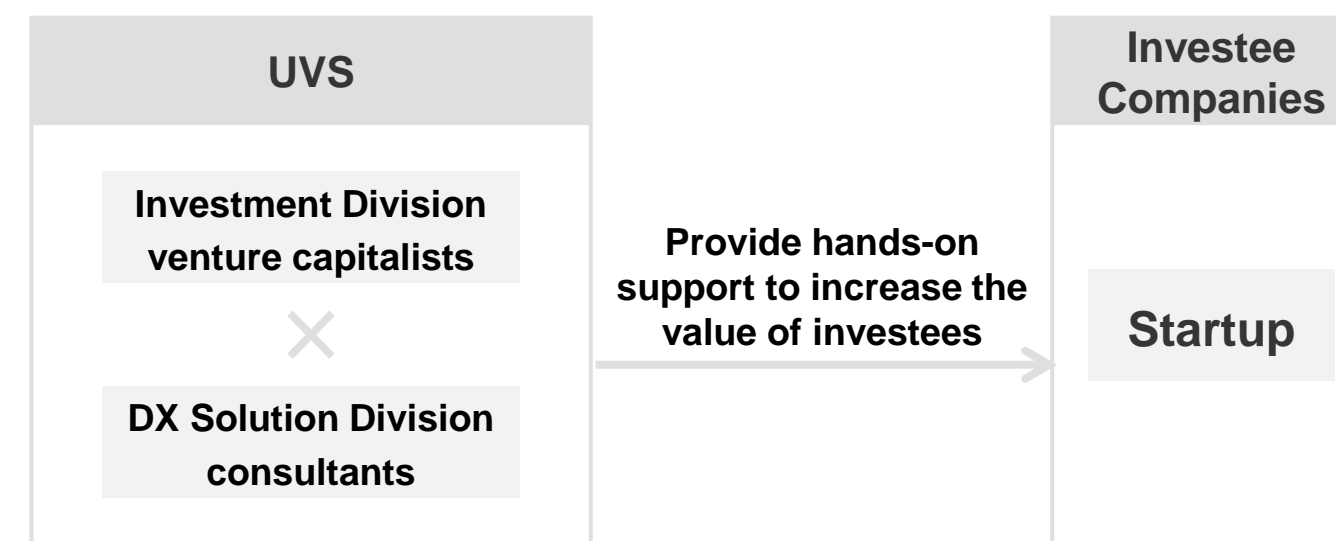 UVS
Investment Division
venture capitalists
DX Solution Division
consultants
Provide hands-on
support to increase the
value of investees
Investee
Companies
Startup